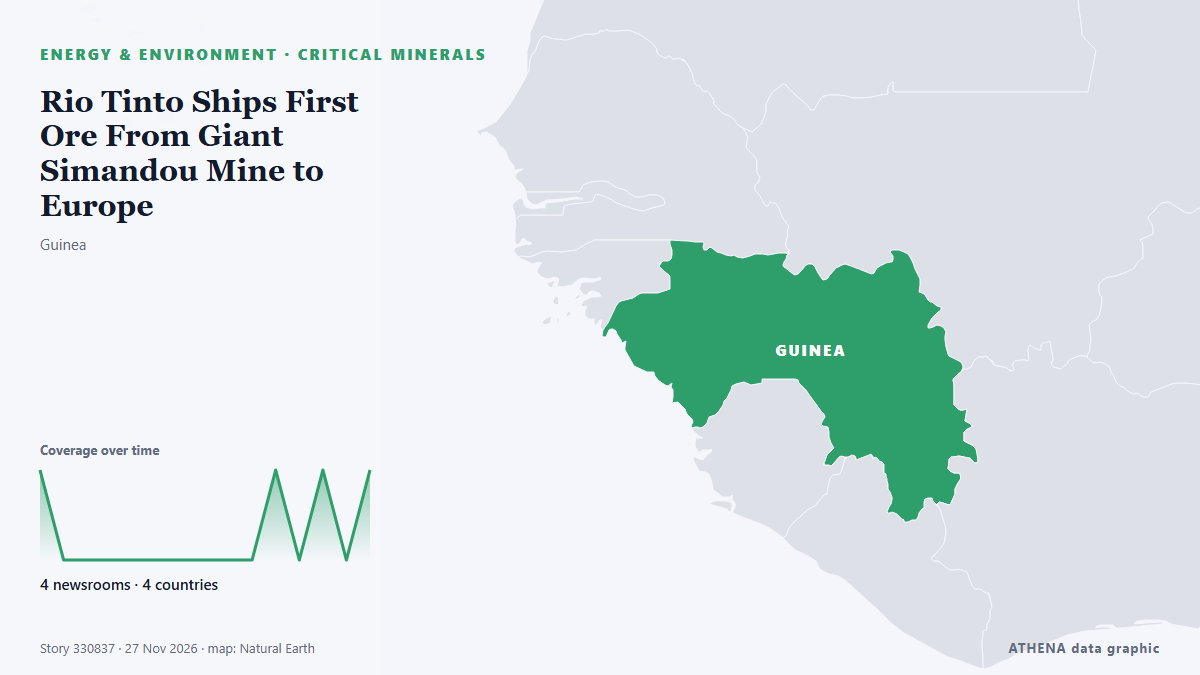 ENERGY & ENVIRONMENT · CRITICAL MINERALS
Rio Tinto Ships First
Ore From Giant
Simandou Mine to
Europe
Guinea
GUINEA
Coverage over time
4 newsrooms · 4 countries
Story 330837 · 27 Nov 2026 · map: Natural Earth
ATHENA data graphic